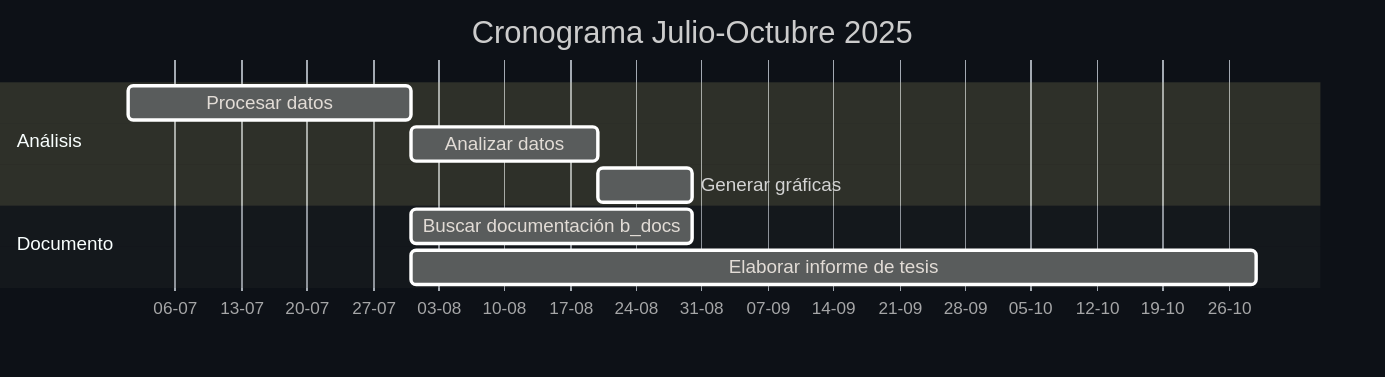 Cronograma Julio-Octubre 2025
Procesar datos
Análisis
Analizar datos
Generar gráficas
Buscar documentación b_docs
Documento
Elaborar informe de tesis
06-07 13-07 20-07 27-07 03-08 10-08 17-08 24-08 31-08 07-09 14-09 21-09 28-09 05-10 12-10 19-10 26-10